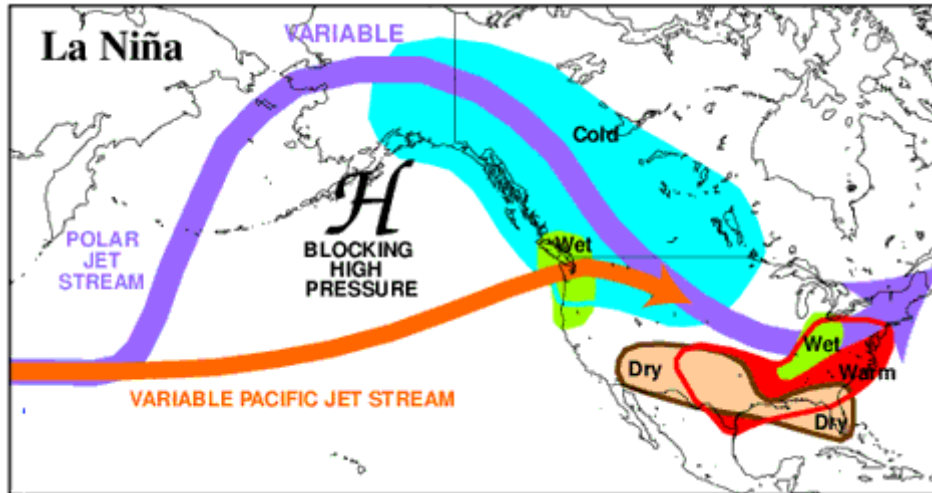 La Niña
VARIABLE
Cold
H
BLOCKING
HIGH
PRESSURE
Wet
POLAR
JET
STREAM
Wet
Dry
Warm
Dry
VARIABLE PACIFIC JET STREAM